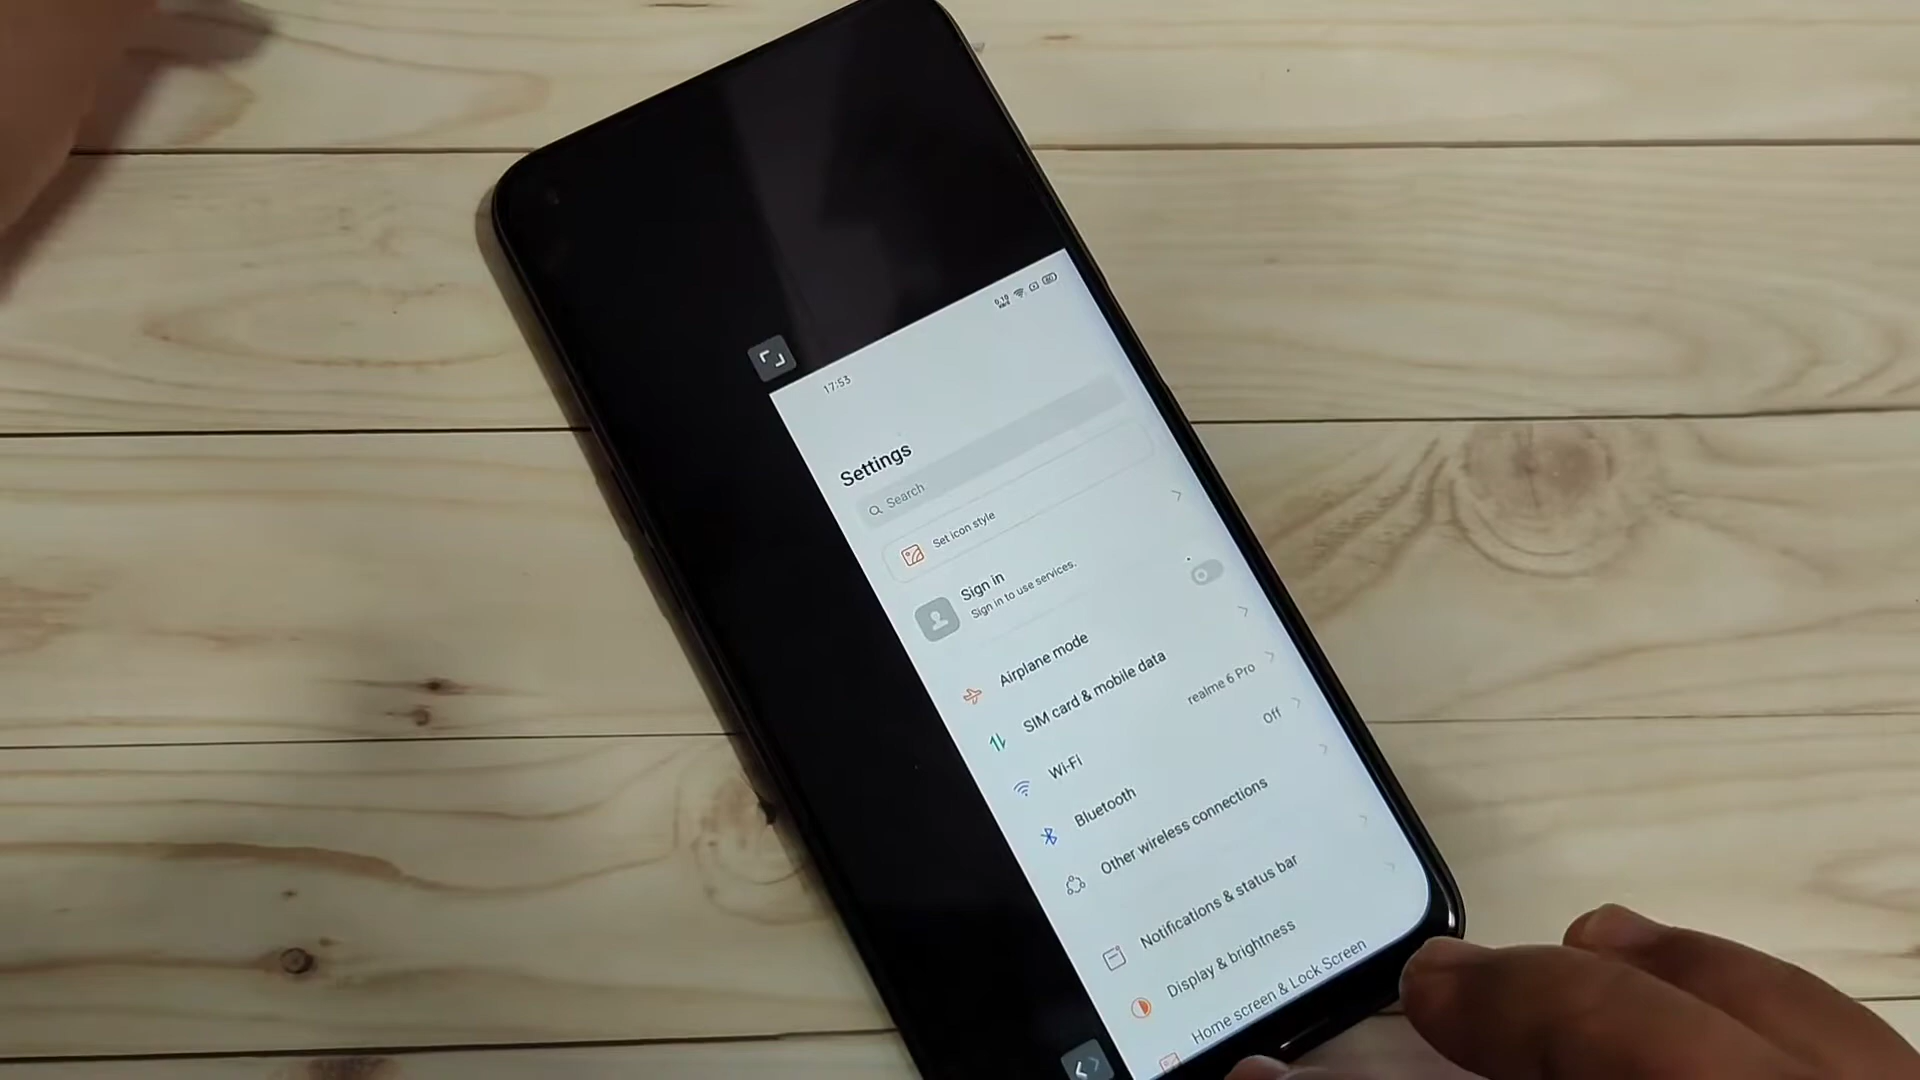 17:53
Settings
Search
Set icon style
Sign in
Sign in to use services.
Airplane mode
SIM card & mobile data
Wi-Fi realme 6 Pro
Bluetooth Off
Other wireless connections
Notifications & status bar
Display & brightness
Home screen & Lock Screen